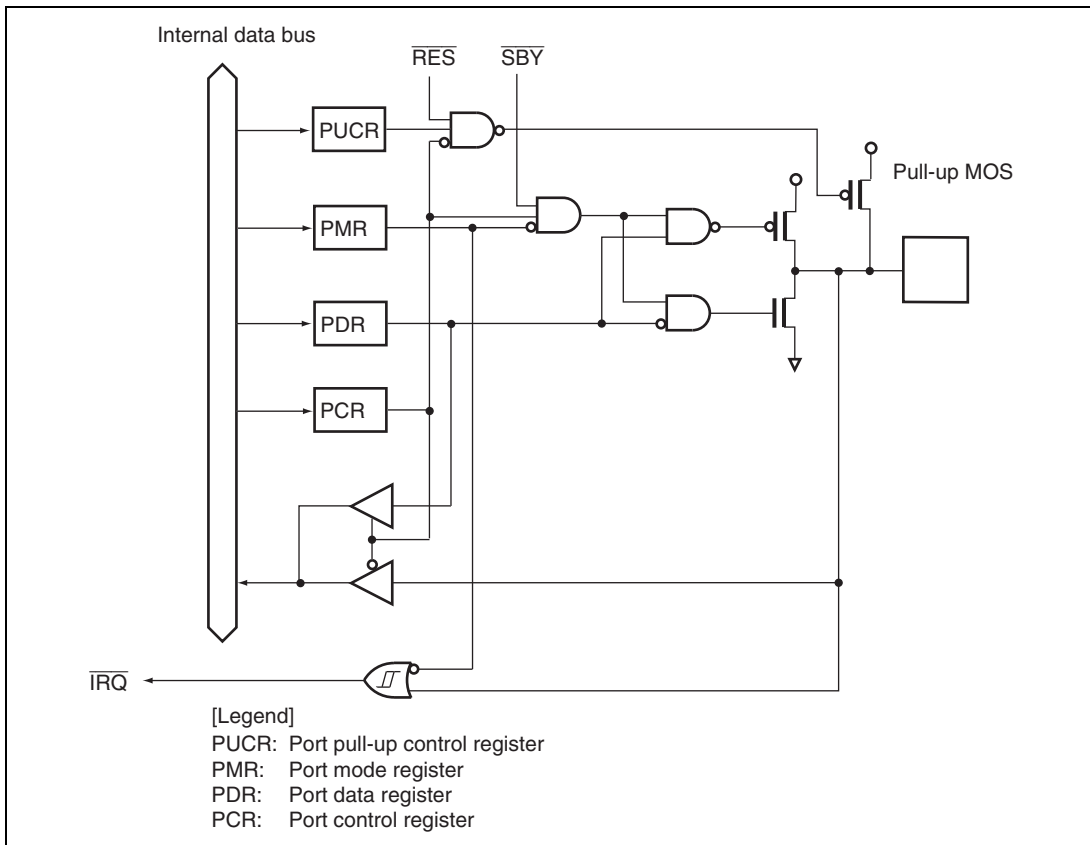 Internal data bus
RES
SBY
PUCR
Pull-up MOS
PMR
PDR
PCR
IRQ
[Legend]
PUCR: Port pull-up control register
PMR: Port mode register
PDR: Port data register
PCR: Port control register